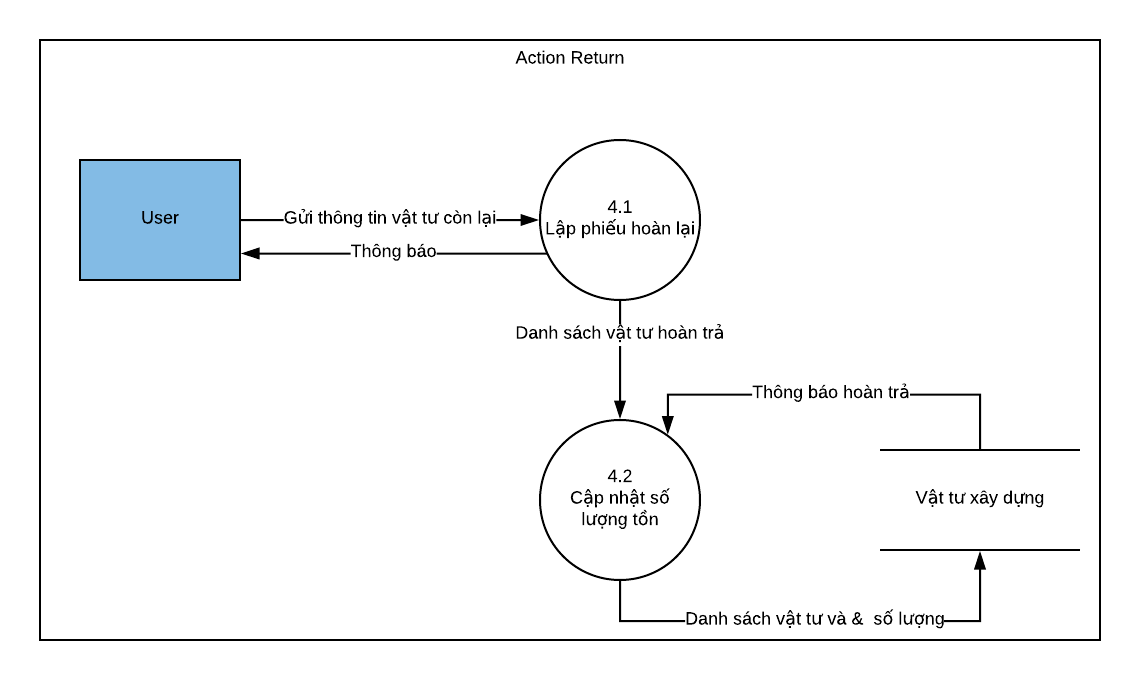 Action Return
User
Gửi thông tin vật tư còn lại
Thông báo
4.1
Lập phiếu hoàn lại
Danh sách vật tư hoàn trả
Thông báo hoàn trả
4.2
Cập nhật số
lượng tồn
Vật tư xây dựng
Danh sách vật tư và & số lượng